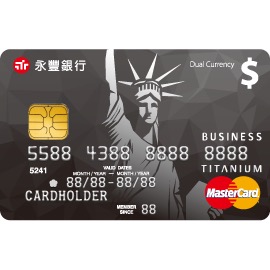 永豐銀行
Dual Currency
$
BUSINESS
5588 4388 8888 8888
5241
TITANIUM
VALID DATES
MONTH / YEAR — MONTH / YEAR
88/88-88/88
CARDHOLDER
MEMBER SINCE 88
MasterCard